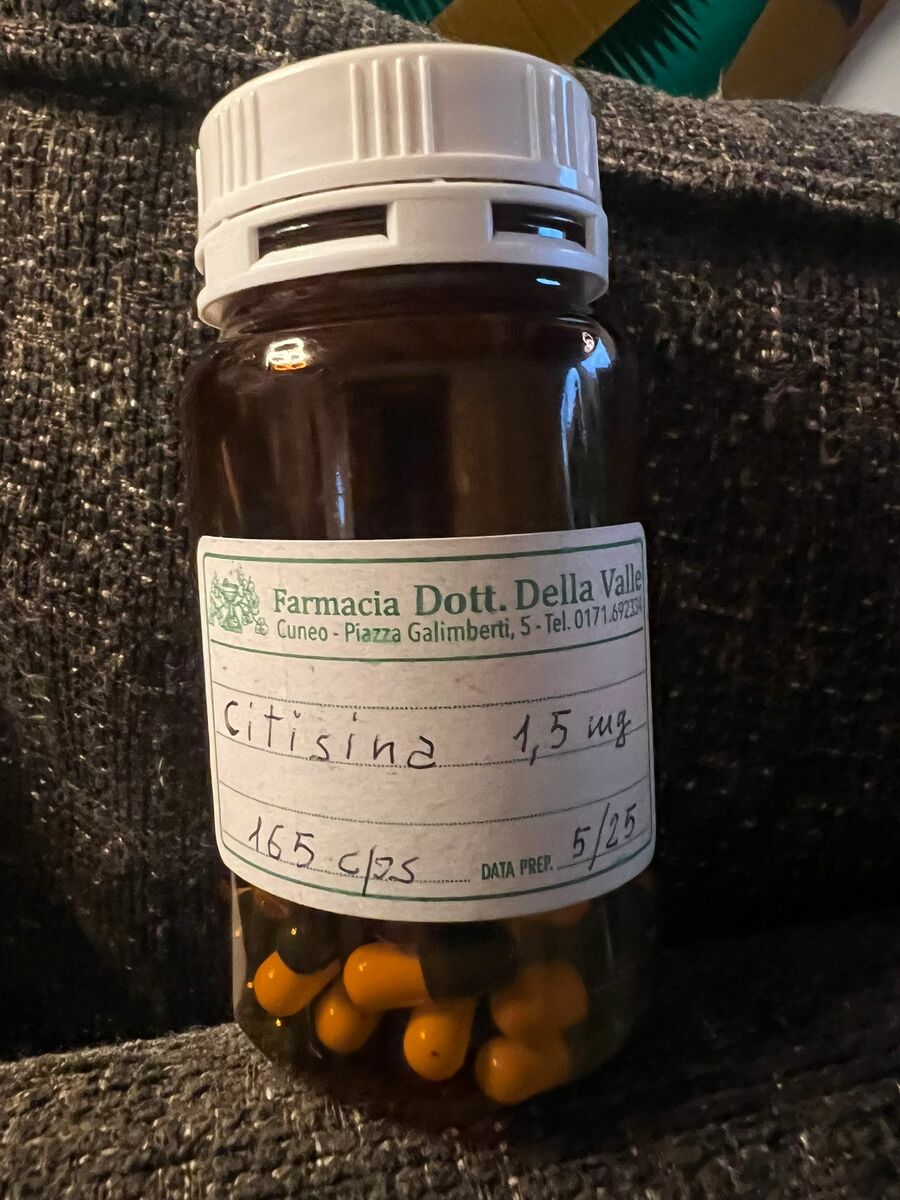 Farmacia Dott. Della Valle
Cuneo - Piazza Galimberti, 5 - Tel. 0171.692334
Citisina 1,5 mg
165 cps DATA PREP. 5/25